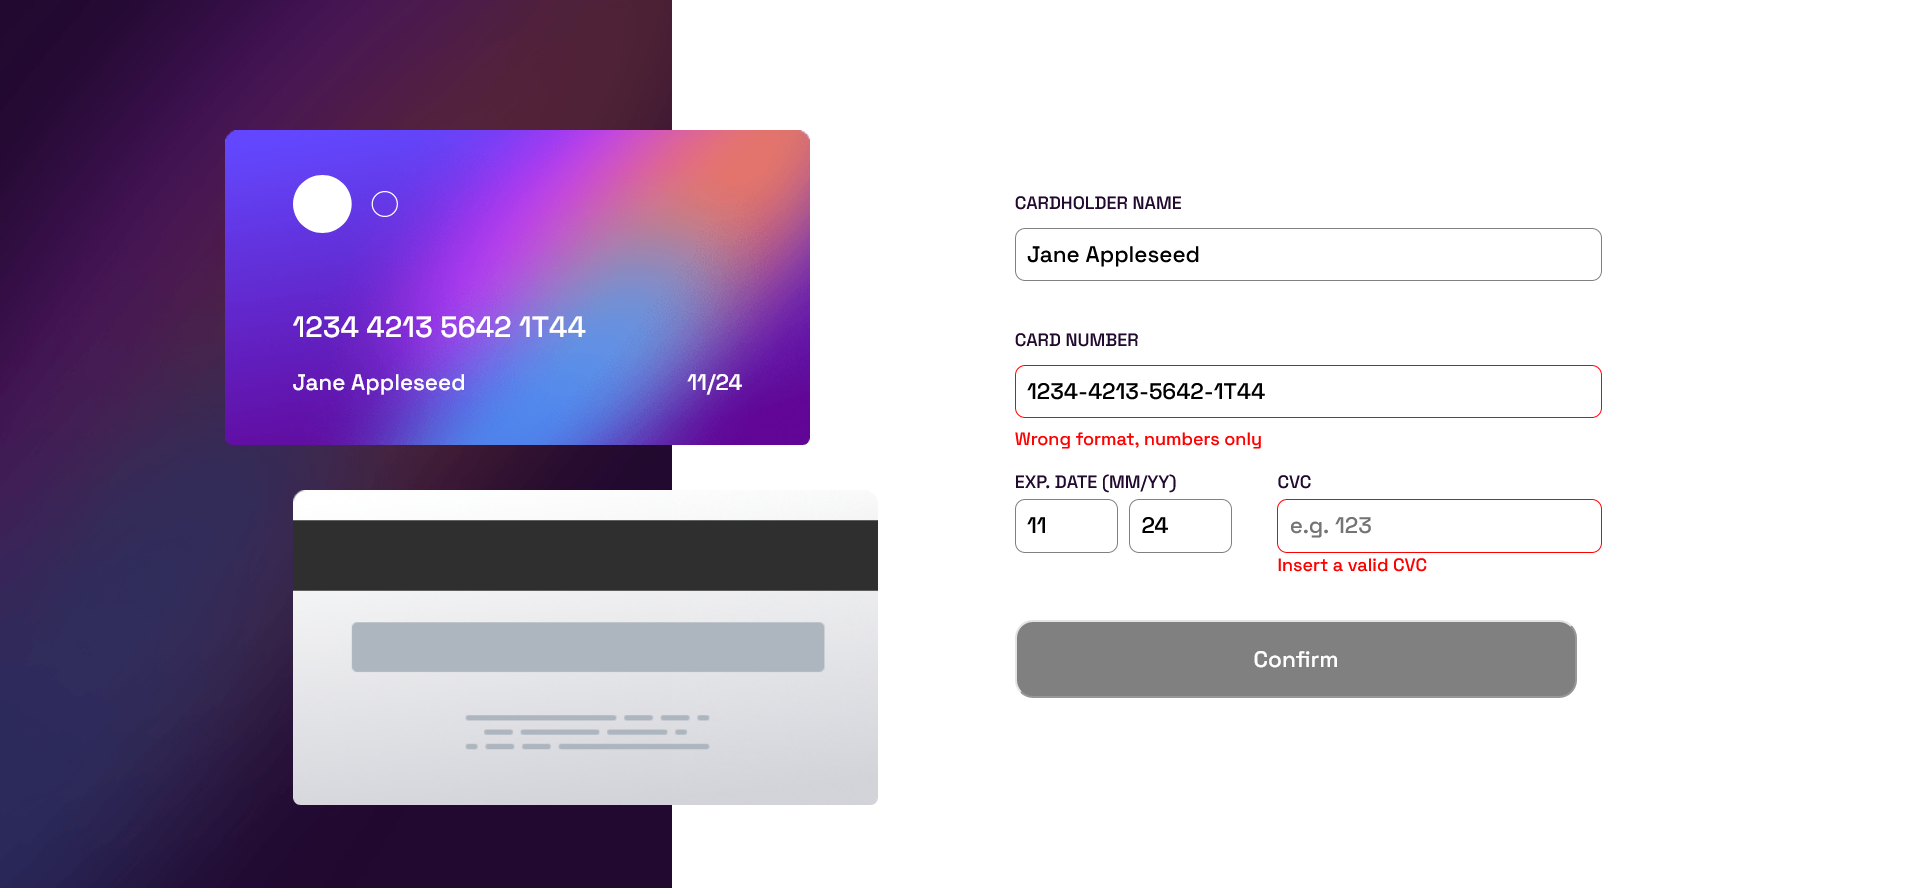 1234 4213 5642 1T44
Jane Appleseed 11/24
CARDHOLDER NAME
Jane Appleseed
CARD NUMBER
1234-4213-5642-1T44
Wrong format, numbers only
EXP. DATE (MM/YY) CVC
11 24 e.g. 123
Insert a valid CVC
Confirm